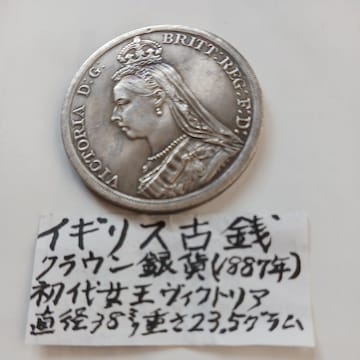 VICTORIA D:G: BRITT:REG:F:D:
イギリス古銭
クラウン銀貨(1887年)
初代女王ヴィクトリア
直径38㍉重さ23.5グラム